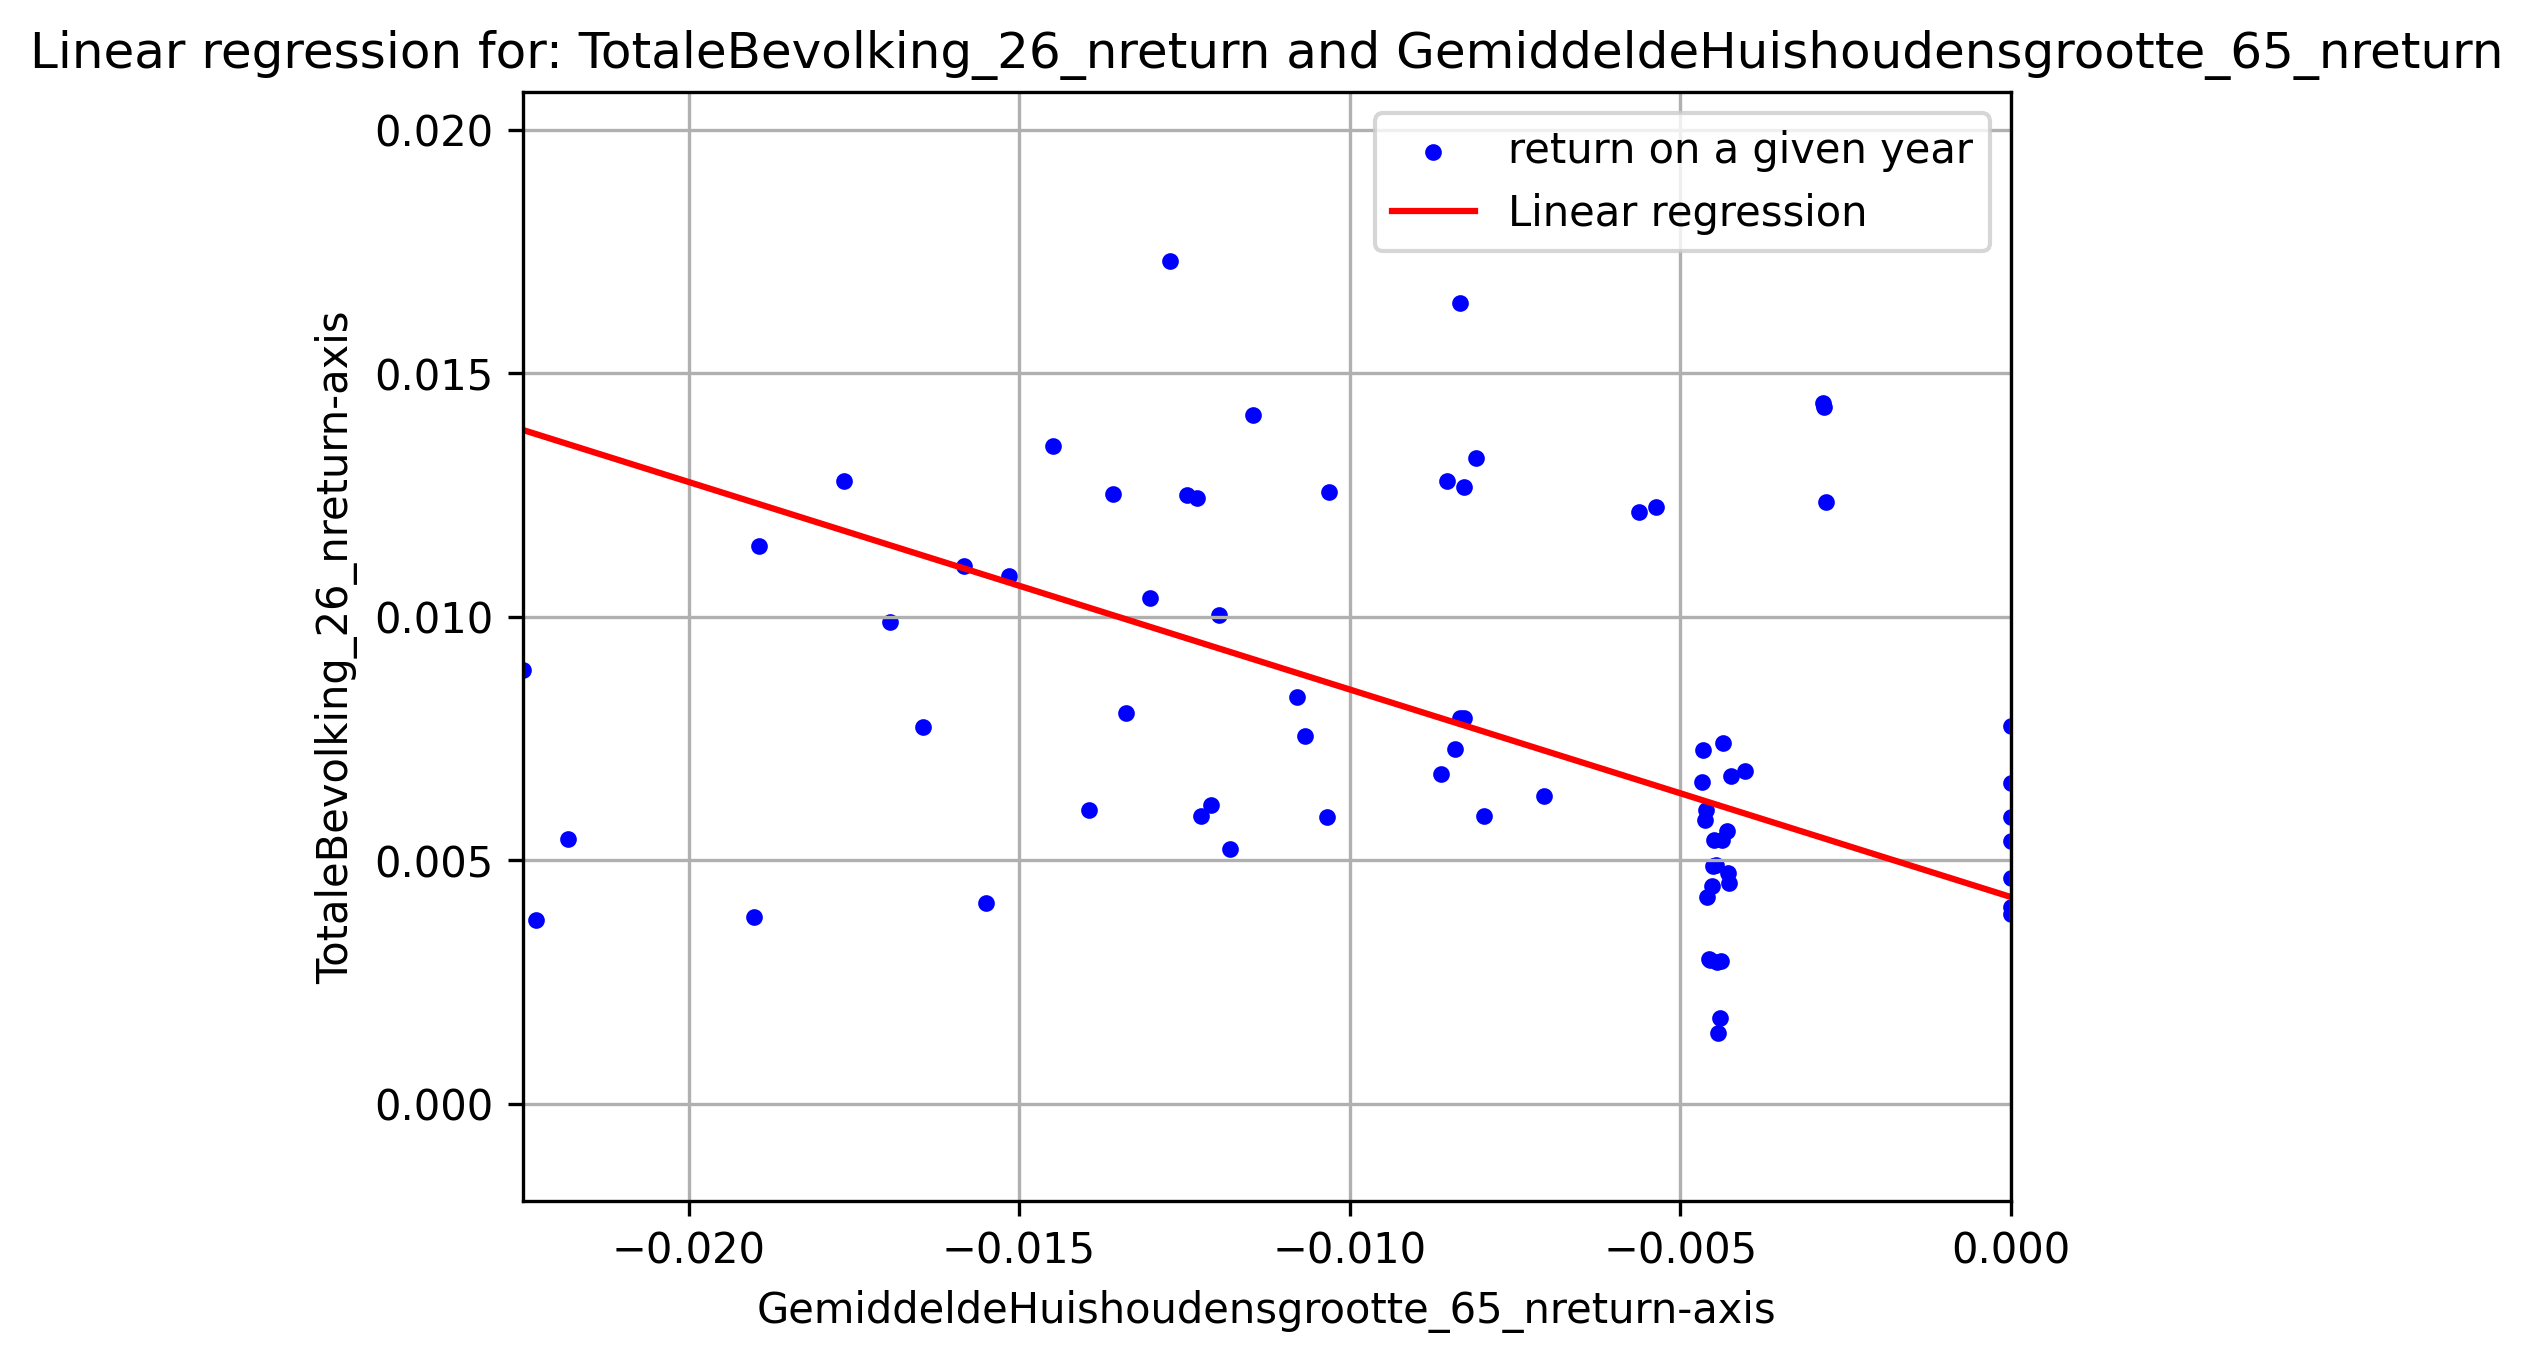 Linear regression for: TotaleBevolking_26_nreturn and GemiddeldeHuishoudensgrootte_65_nreturn
return on a given year
Linear regression
TotaleBevolking_26_nreturn-axis
0.020
0.015
0.010
0.005
0.000
−0.020
−0.015
−0.010
−0.005
0.000
GemiddeldeHuishoudensgrootte_65_nreturn-axis